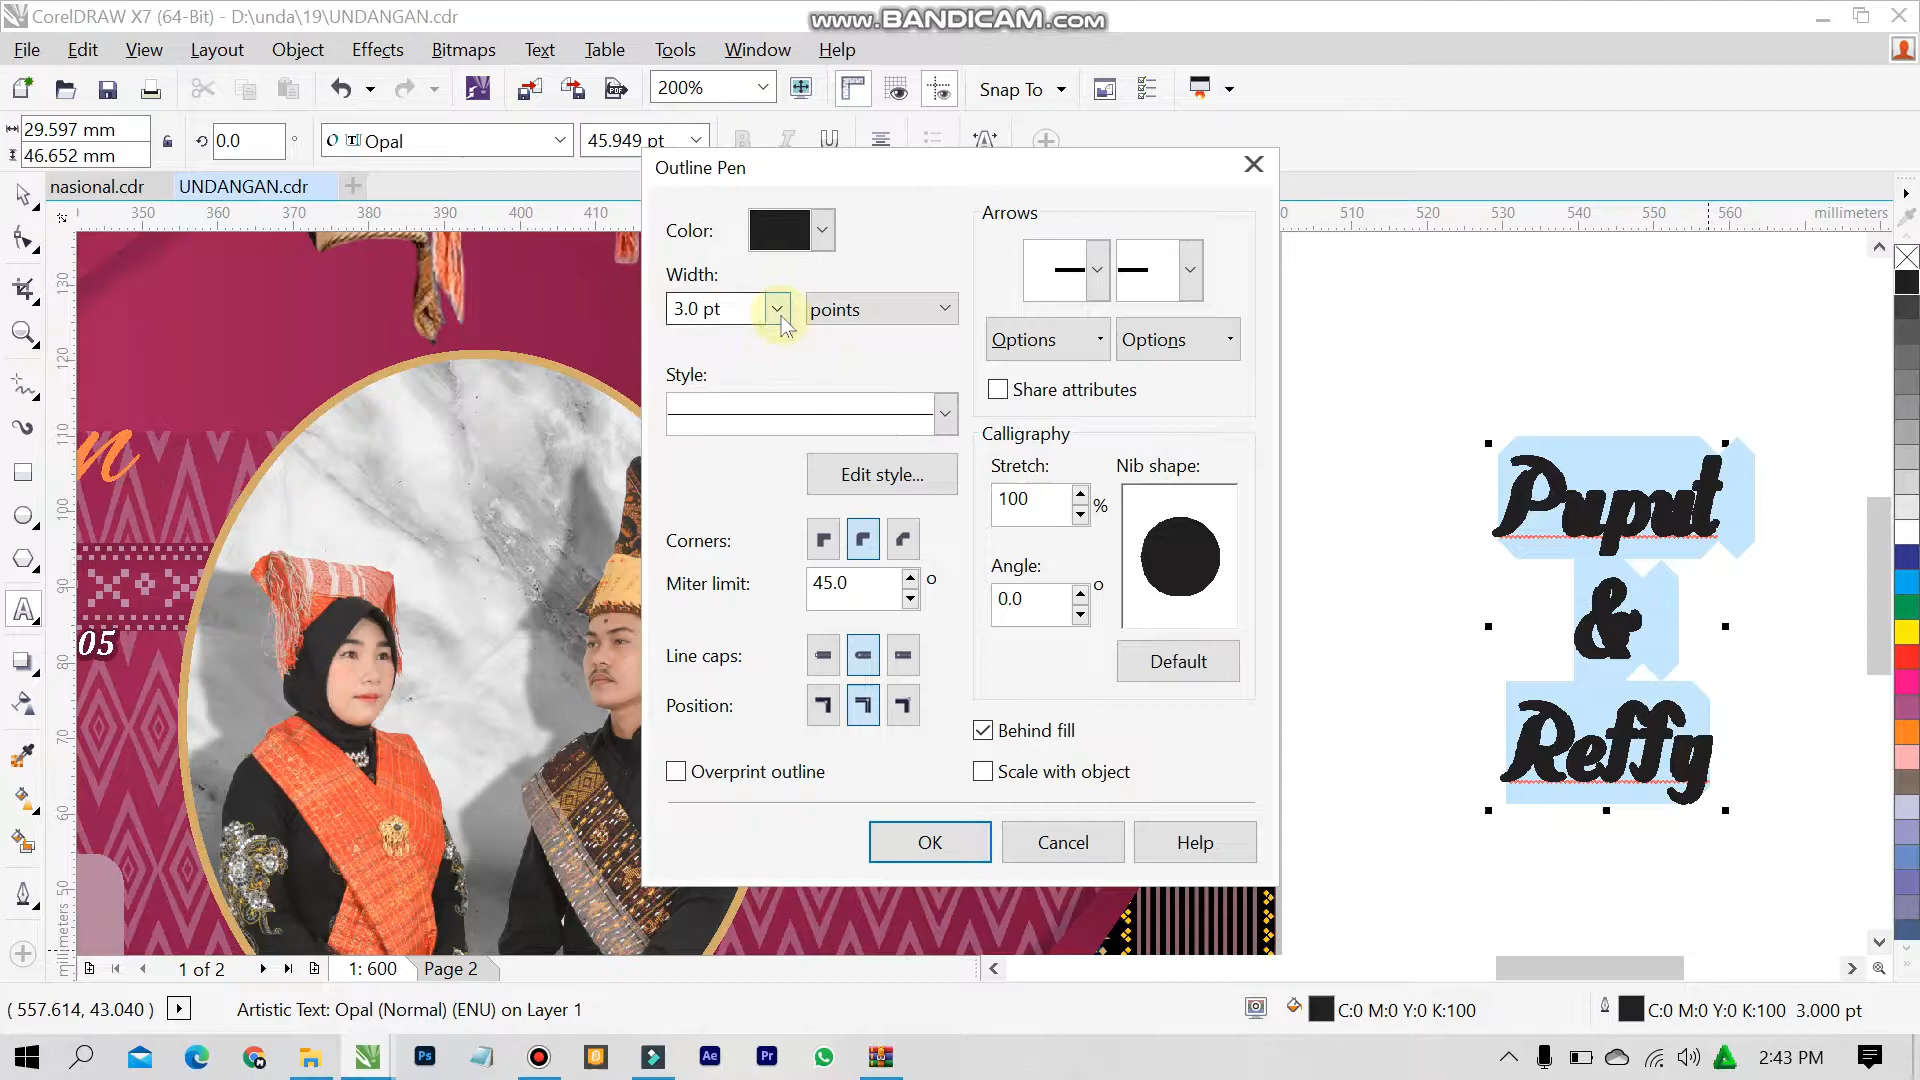 CorelDRAW X7 (64-Bit) - D:\unda\19\UNDANGAN.cdr
WWW.BANDICAM.COM
File Edit View Layout Object Effects Bitmaps Text Table Tools Window Help
200% Snap To
29.597 mm
46.652 mm
0.0 °
O Opal
45.949 pt
nasional.cdr UNDANGAN.cdr
350 360 370 380 390 400 410 510 520 530 540 550 560 millimeters
130
120
110
100
90
80
70
60
50
millimeters
n
05
Outline Pen
Color:
Width:
3.0 pt points
Style:
Edit style...
Corners:
Miter limit: 45.0 °
Line caps:
Position:
Overprint outline
Arrows
Options Options
Share attributes
Calligraphy
Stretch: Nib shape:
100 %
Angle:
0.0 °
Default
Behind fill
Scale with object
OK Cancel Help
Puput
&
Reffy
1 of 2 1: 600 Page 2
( 557.614, 43.040 ) Artistic Text: Opal (Normal) (ENU) on Layer 1 C:0 M:0 Y:0 K:100 C:0 M:0 Y:0 K:100 3.000 pt
Ps Ae Pr 2:43 PM